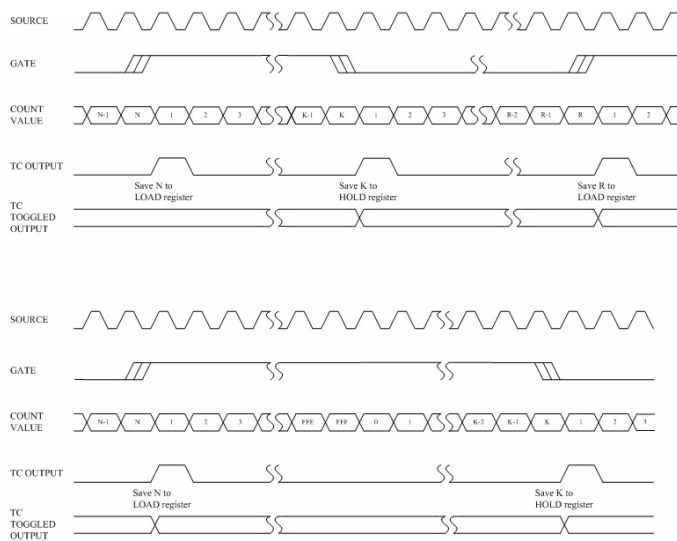 SOURCE
GATE
COUNT
VALUE
N-1 N 1 2 3 K-1 K 1 2 3 R-2 R-1 R 1 2
TC OUTPUT
Save N to
LOAD register
Save K to
HOLD register
Save R to
LOAD register
TC
TOGGLED
OUTPUT
SOURCE
GATE
COUNT
VALUE
N-1 N 1 2 3 FFE FFF 0 1 K-2 K-1 K 1 2 3
TC OUTPUT
Save N to
LOAD register
Save K to
HOLD register
TC
TOGGLED
OUTPUT